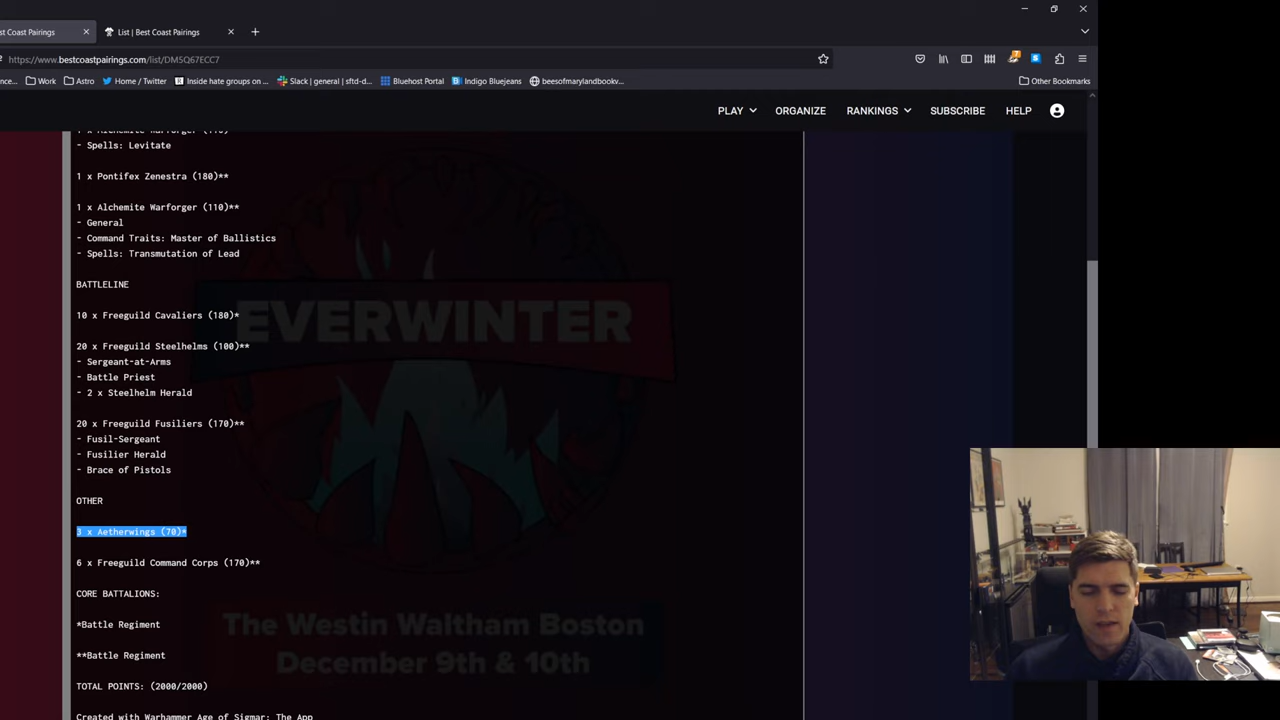 st Coast Pairings
List | Best Coast Pairings
https://www.bestcoastpairings.com/list/DM5Q67ECC7
nce...
Work
Astro
Home / Twitter
Inside hate groups on ...
Slack | general | sftd-d...
Bluehost Portal
Indigo Bluejeans
beesofmarylandbookv...
Other Bookmarks
PLAY
ORGANIZE
RANKINGS
SUBSCRIBE
HELP
1 x Alchemite Warforger (110)*
- Spells: Levitate
1 x Pontifex Zenestra (180)**
1 x Alchemite Warforger (110)**
- General
- Command Traits: Master of Ballistics
- Spells: Transmutation of Lead
BATTLELINE
10 x Freeguild Cavaliers (180)*
20 x Freeguild Steelhelms (100)**
- Sergeant-at-Arms
- Battle Priest
- 2 x Steelhelm Herald
20 x Freeguild Fusiliers (170)**
- Fusil-Sergeant
- Fusilier Herald
- Brace of Pistols
OTHER
3 x Aetherwings (70)*
6 x Freeguild Command Corps (170)**
CORE BATTALIONS:
*Battle Regiment
**Battle Regiment
TOTAL POINTS: (2000/2000)
Created with Warhammer Age of Sigmar: The App
EVERWINTER
The Westin Waltham Boston
December 9th & 10th